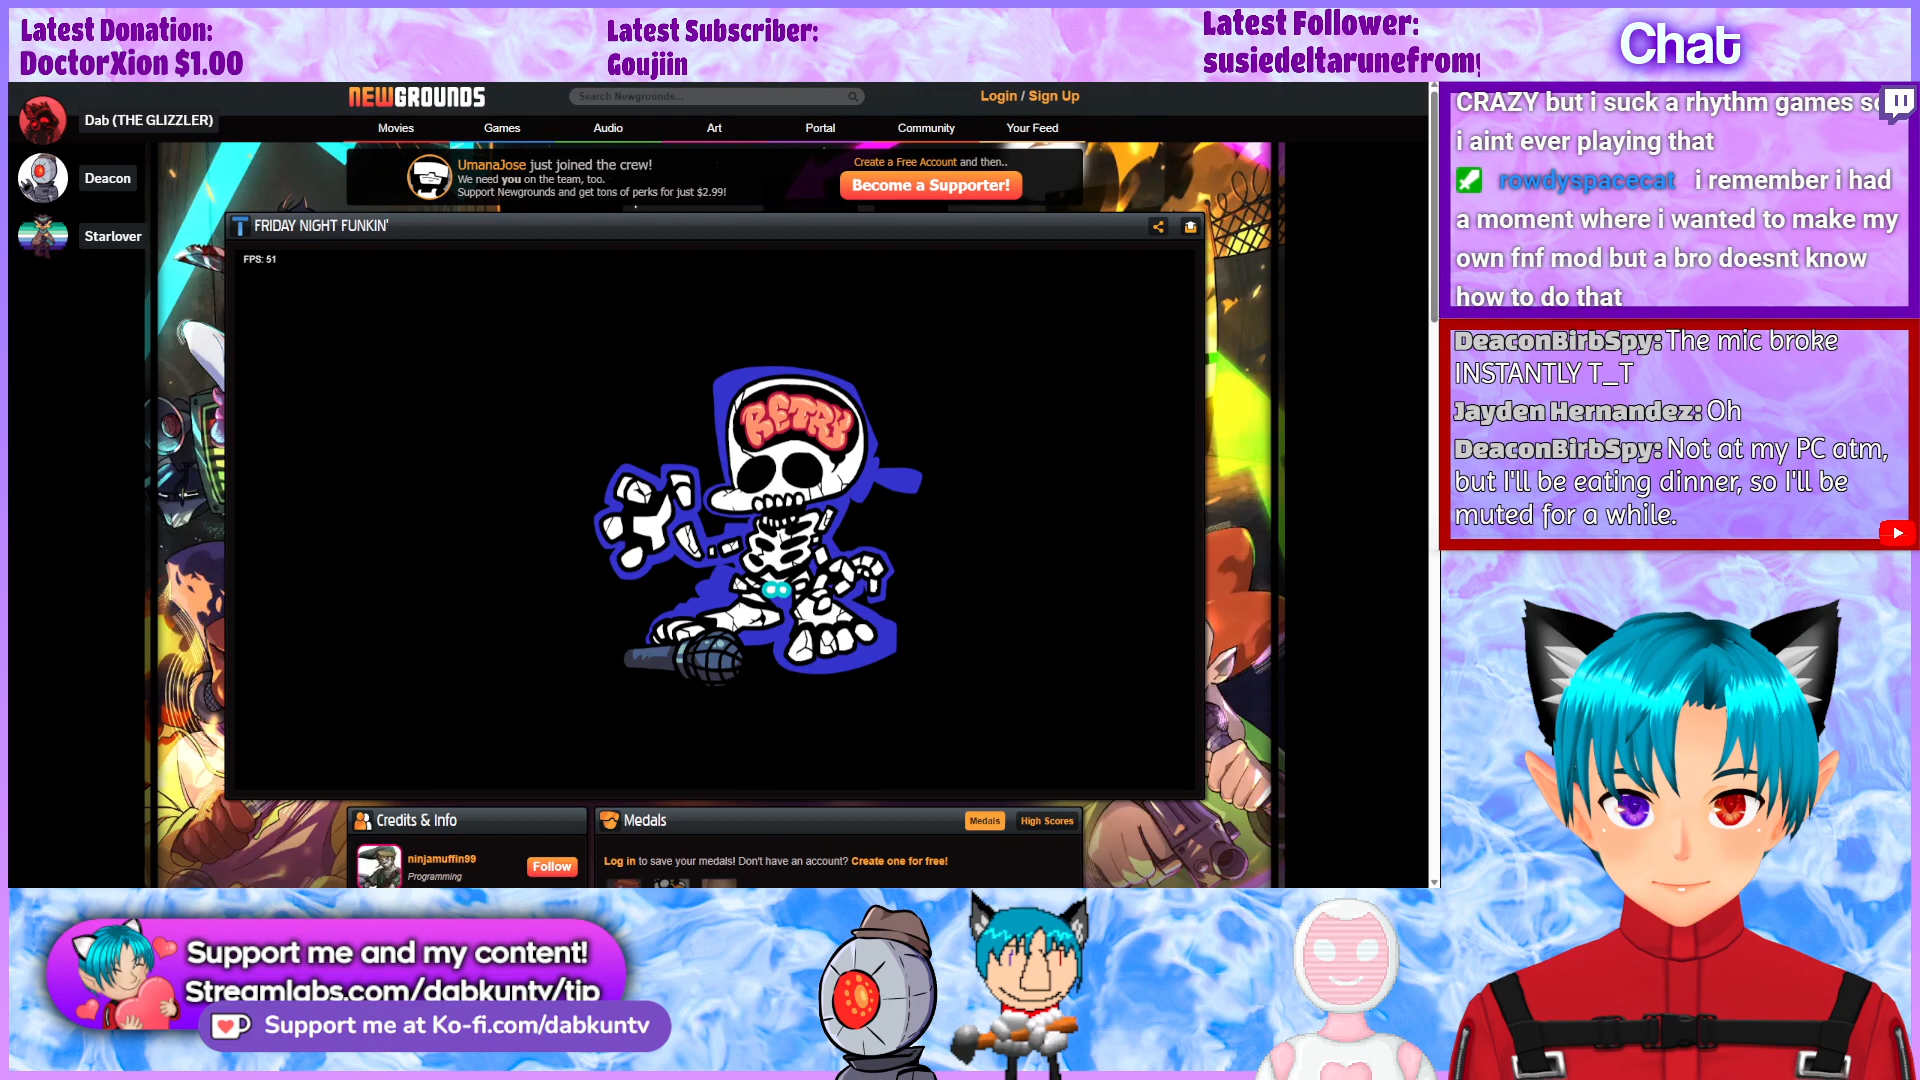 Latest Donation:
DoctorXion $1.00
Latest Subscriber:
Goujiin
Latest Follower:
susiedeltarunefrom
Chat
Dab (THE GLIZZLER)
Deacon
Starlover
NEWGROUNDS
Search Newgrounds...
Login / Sign Up
Movies
Games
Audio
Art
Portal
Community
Your Feed
UmanaJose just joined the crew!
We need you on the team, too.
Support Newgrounds and get tons of perks for just $2.99!
Create a Free Account and then..
Become a Supporter!
FRIDAY NIGHT FUNKIN'
FPS: 51
RETRY
Credits & Info
ninjamuffin99
Programming
Follow
Medals
Medals
High Scores
Log in to save your medals! Don't have an account? Create one for free!
CRAZY but i suck a rhythm games so
i aint ever playing that
rowdyspacecat i remember i had
a moment where i wanted to make my
own fnf mod but a bro doesnt know
how to do that
DeaconBirbSpy: The mic broke
INSTANTLY T_T
Jayden Hernandez: Oh
DeaconBirbSpy: Not at my PC atm,
but I'll be eating dinner, so I'll be
muted for a while.
Support me and my content!
Streamlabs.com/dabkuntv/tip
Support me at Ko-fi.com/dabkuntv